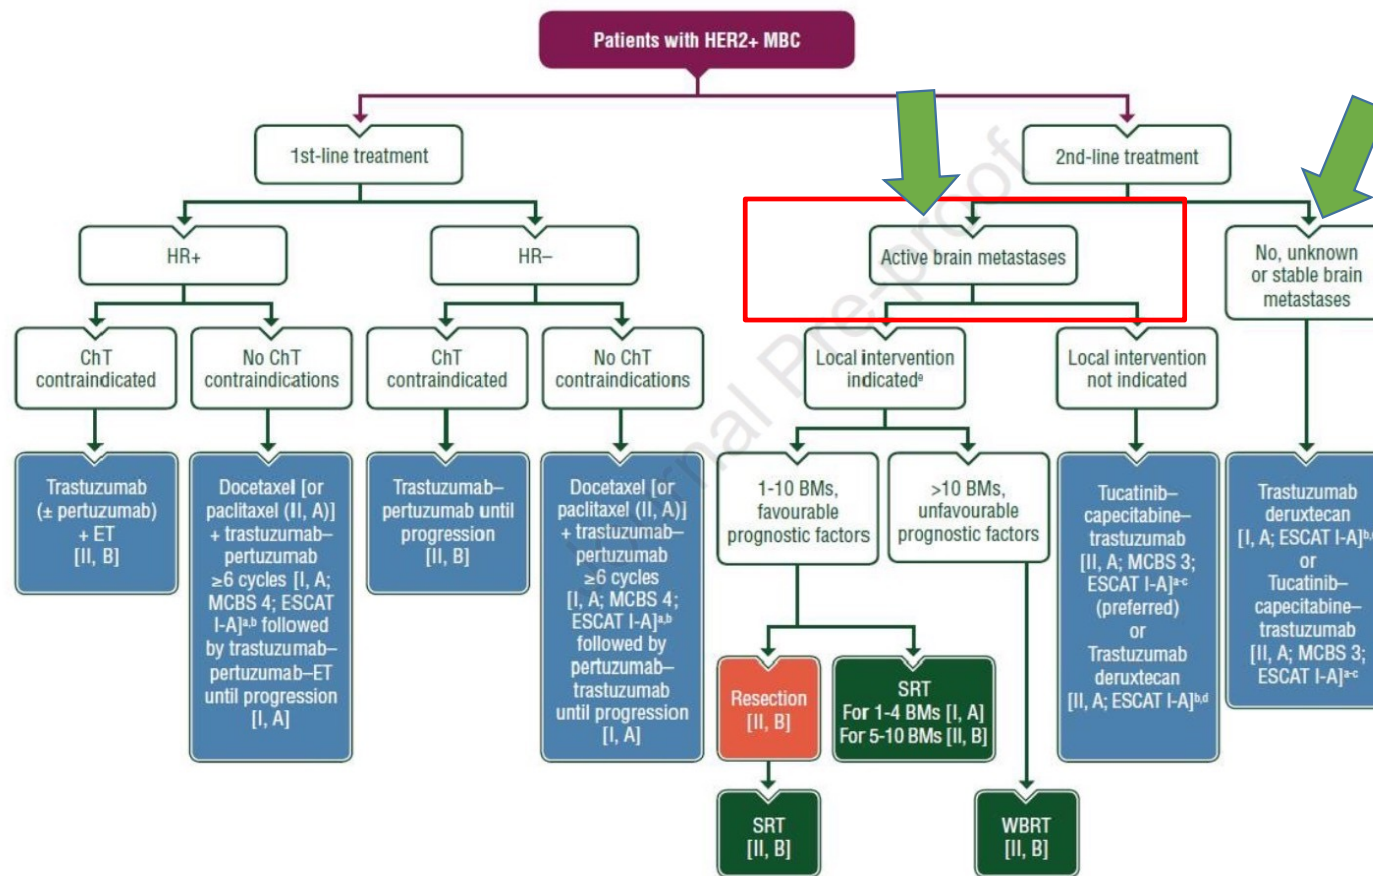 Patients with HER2+ MBC
1st-line treatment
2nd-line treatment
HR+
HR–
Active brain metastases
No, unknown
or stable brain
metastases
ChT
contraindicated
No ChT
contraindications
ChT
contraindicated
No ChT
contraindications
Local intervention
indicatedᵉ
Local intervention
not indicated
Trastuzumab
(± pertuzumab)
+ ET
[II, B]
Docetaxel [or
paclitaxel (II, A)]
+ trastuzumab–
pertuzumab
≥6 cycles [I, A;
MCBS 4; ESCAT
I-A]ᵃ,ᵇ followed
by trastuzumab–
pertuzumab–ET
until progression
[I, A]
Trastuzumab–
pertuzumab until
progression
[II, B]
Docetaxel [or
paclitaxel (II, A)]
+ trastuzumab–
pertuzumab
≥6 cycles
[I, A; MCBS 4;
ESCAT I-A]ᵃ,ᵇ
followed by
pertuzumab–
trastuzumab
until progression
[I, A]
1-10 BMs,
favourable
prognostic factors
>10 BMs,
unfavourable
prognostic factors
Tucatinib–
capecitabine–
trastuzumab
[II, A; MCBS 3;
ESCAT I-A]ᵃ⁻ᶜ
(preferred)
or
Trastuzumab
deruxtecan
[II, A; ESCAT I-A]ᵇ,ᵈ
Trastuzumab
deruxtecan
[I, A; ESCAT I-A]ᵇ,
or
Tucatinib–
capecitabine–
trastuzumab
[II, A; MCBS 3;
ESCAT I-A]ᵃ⁻ᶜ
Resection
[II, B]
SRT
For 1-4 BMs [I, A]
For 5-10 BMs [II, B]
SRT
[II, B]
WBRT
[II, B]
Journal Pre-proof